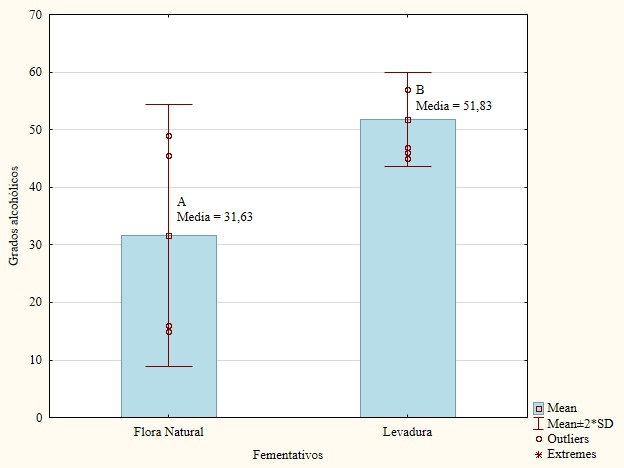 70
60
50
40
30
20
10
0
Grados alcohólicos
A
Media = 31,63
B
Media = 51,83
Flora Natural
Levadura
Fementativos
Mean
Mean±2*SD
Outliers
Extremes